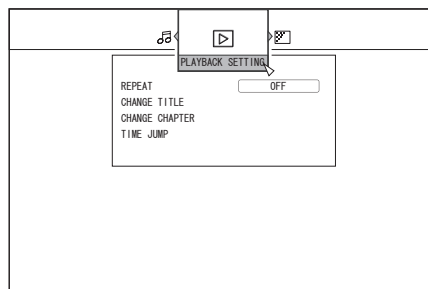 PLAYBACK SETTING
REPEAT OFF
CHANGE TITLE
CHANGE CHAPTER
TIME JUMP